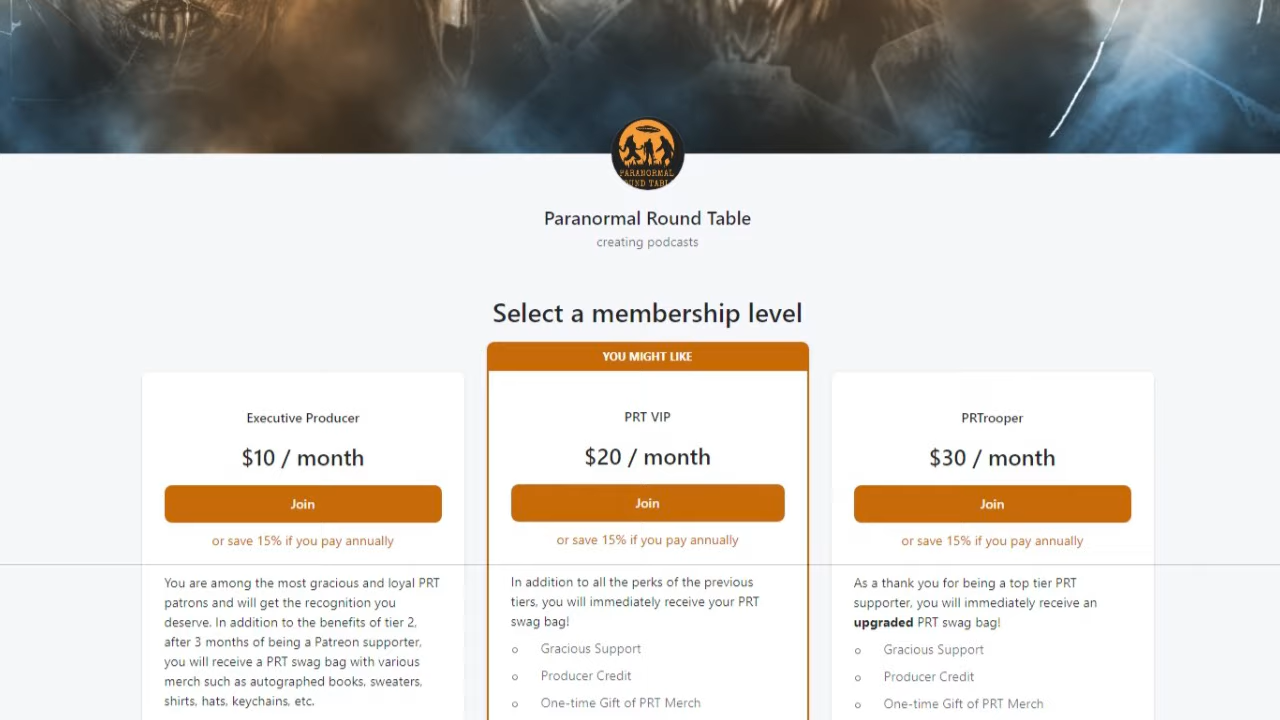 PARANORMAL
ROUND TABLE
Paranormal Round Table
creating podcasts
Select a membership level
YOU MIGHT LIKE
Executive Producer
$10 / month
Join
or save 15% if you pay annually
You are among the most gracious and loyal PRT
patrons and will get the recognition you
deserve. In addition to the benefits of tier 2,
after 3 months of being a Patreon supporter,
you will receive a PRT swag bag with various
merch such as autographed books, sweaters,
shirts, hats, keychains, etc.
PRT VIP
$20 / month
Join
or save 15% if you pay annually
In addition to all the perks of the previous
tiers, you will immediately receive your PRT
swag bag!
Gracious Support
Producer Credit
One-time Gift of PRT Merch
PRTrooper
$30 / month
Join
or save 15% if you pay annually
As a thank you for being a top tier PRT
supporter, you will immediately receive an
upgraded PRT swag bag!
Gracious Support
Producer Credit
One-time Gift of PRT Merch